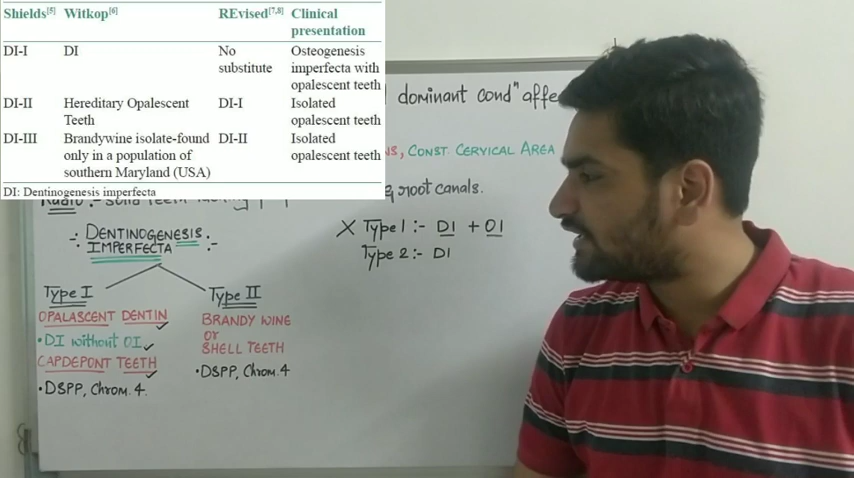 Shields[5] Witkop[6] REvised[7,8] Clinical presentation
DI-I DI No substitute Osteogenesis imperfecta with opalescent teeth
DI-II Hereditary Opalescent Teeth DI-I Isolated opalescent teeth
DI-III Brandywine isolate-found only in a population of southern Maryland (USA) DI-II Isolated opalescent teeth
DI: Dentinogenesis imperfecta
dominant cond" affe
, CONST. CERVICAL AREA
root canals.
-: DENTINOGENESIS
IMPERFECTA :-
X Type 1 :- DI + OI
Type 2:- DI
Type I
OPALASCENT DENTIN ✓
•DI without OI ✓
CAPDEPONT TEETH ✓
•DSPP, Chrom. 4.
Type II
BRANDY WINE
or
SHELL TEETH
•DSPP, Chrom. 4